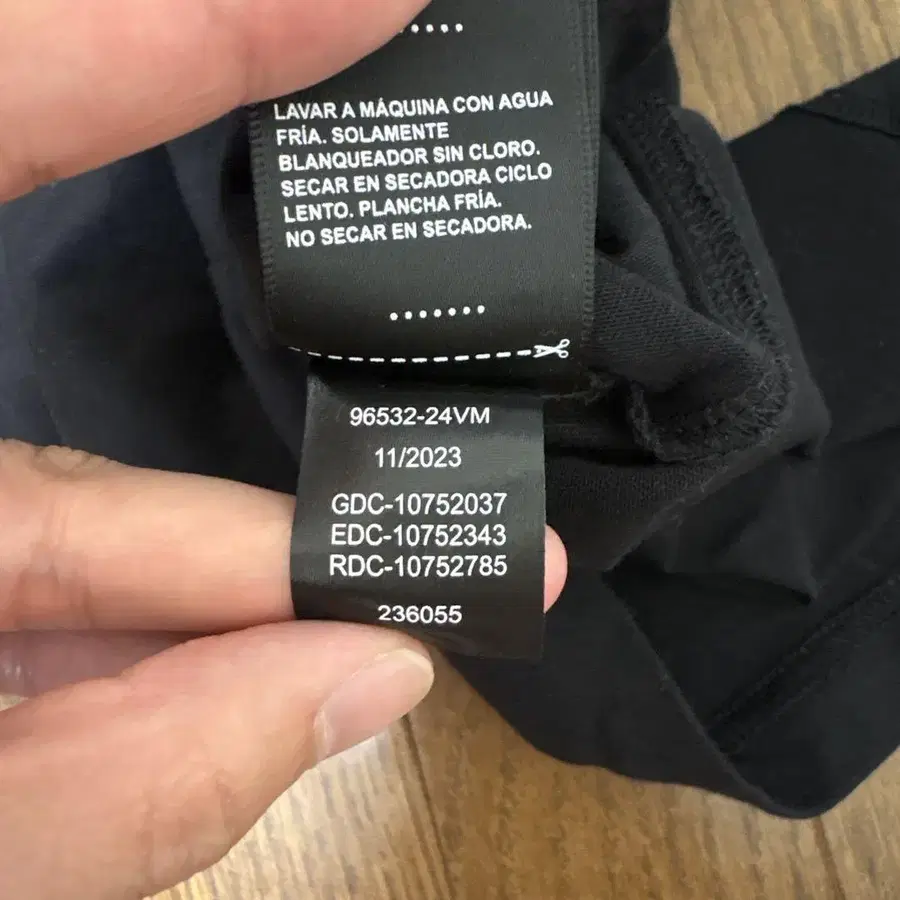 LAVAR A MÁQUINA CON AGUA
FRÍA. SOLAMENTE
BLANQUEADOR SIN CLORO.
SECAR EN SECADORA CICLO
LENTO. PLANCHA FRÍA.
NO SECAR EN SECADORA.
96532-24VM
11/2023
GDC-10752037
EDC-10752343
RDC-10752785
236055